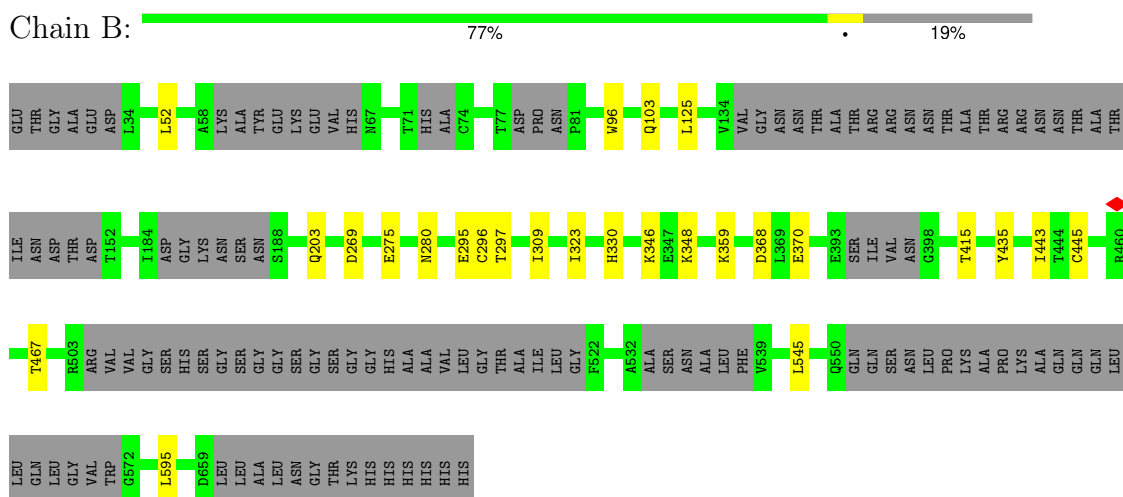 Chain B:
77% • 19%
GLU THR GLY ALA GLU ASP L34 L52 A58 LYS ALA TYR GLU LYS GLU VAL HIS N67 T71 HIS ALA C74 T77 ASP PRO ASN P81 W96 Q103 L125 V134 VAL GLY ASN ASN THR ALA THR ARG ARG ASN ASN THR ALA THR ARG ARG ASN ASN THR ALA THR
ILE ASN ASP THR ASP T152 I184 ASP GLY LYS ASN SER ASN S188 Q203 D269 E275 N280 E295 C296 T297 I309 I323 H330 K346 E347 K348 K359 D368 L369 E370 E393 SER ILE VAL ASN G398 T415 Y435 I443 T444 C445 R460
T467 R503 ARG VAL VAL GLY SER HIS SER GLY SER GLY GLY SER GLY SER GLY GLY HIS ALA ALA VAL LEU GLY THR ALA ILE LEU GLY F522 A532 ALA SER ASN ALA LEU PHE V539 L545 Q550 GLN GLN SER ASN LEU PRO LYS ALA PRO LYS ALA GLN GLN GLN LEU
LEU GLN LEU GLY VAL TRP G572 L595 D659 LEU LEU ALA LEU ASN GLY THR LYS HIS HIS HIS HIS HIS HIS